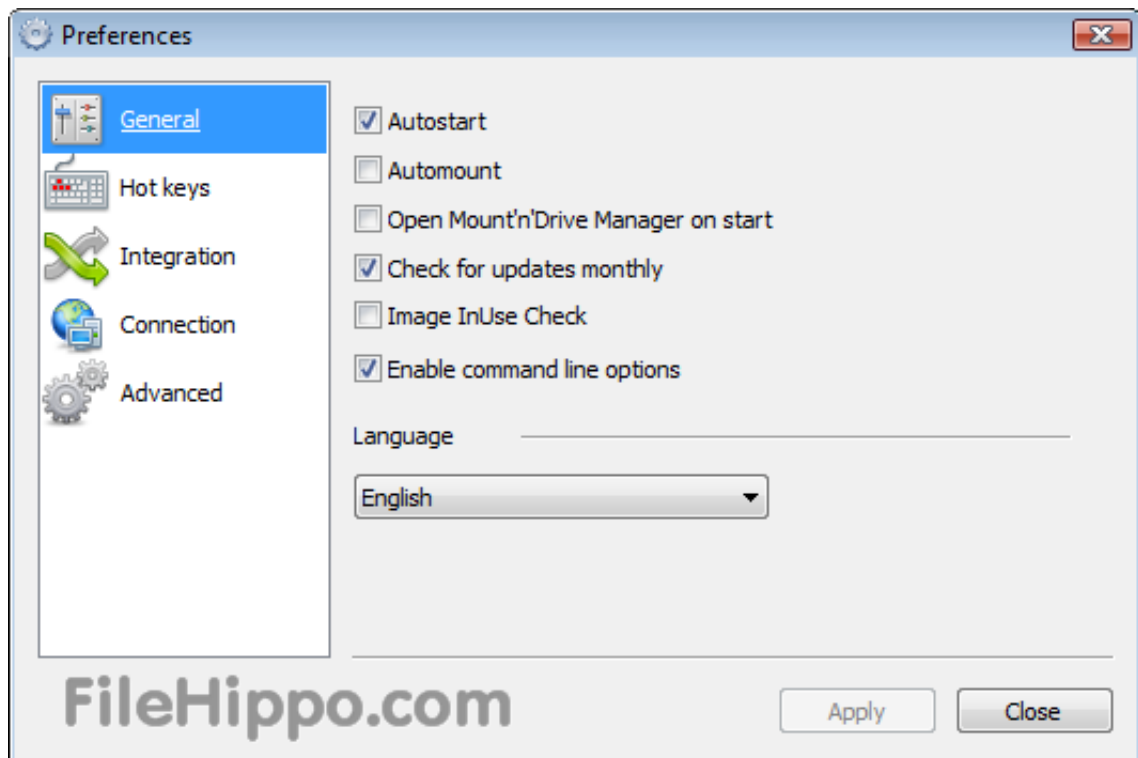 Preferences
General
Hot keys
Integration
Connection
Advanced
Autostart
Automount
Open Mount'n'Drive Manager on start
Check for updates monthly
Image InUse Check
Enable command line options
Language
English
FileHippo.com
Apply
Close